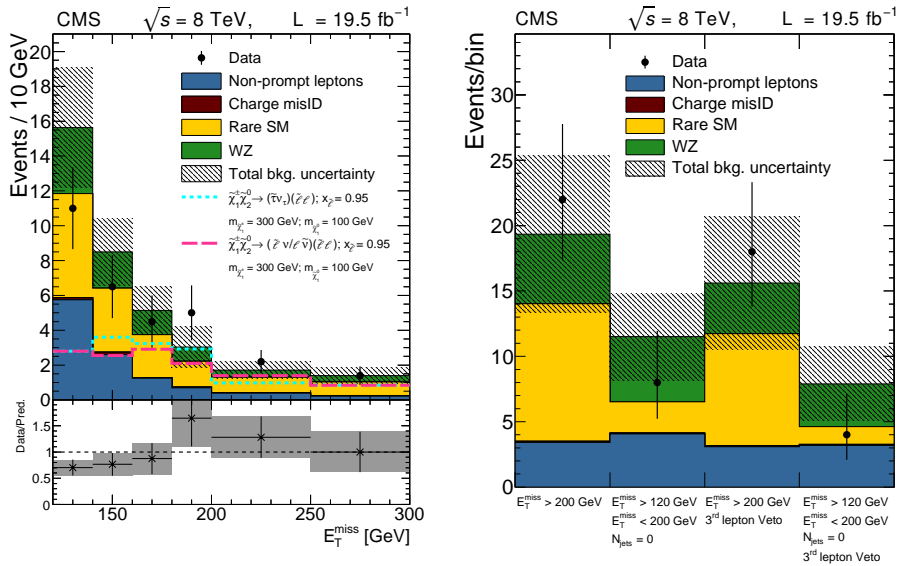 CMS √s = 8 TeV, L = 19.5 fb⁻¹
Events / 10 GeV
20
18
16
14
12
10
8
6
4
2
0
Data
Non-prompt leptons
Charge misID
Rare SM
WZ
Total bkg. uncertainty
χ̃₁±χ̃₂⁰→ (τ̃ν_τ)(ℓ̃ℓ); x_ℓ̃ = 0.95
m_χ̃₁± = 300 GeV; m_χ̃₁⁰ = 100 GeV
χ̃₁±χ̃₂⁰→ (ℓ̃ν/ℓν̃)(ℓ̃ℓ); x_ℓ̃ = 0.95
m_χ̃₁± = 300 GeV; m_χ̃₁⁰ = 100 GeV
Data/Pred.
1.5
1
0.5
0
150 200 250 300
E_T^miss [GeV]
CMS √s = 8 TeV, L = 19.5 fb⁻¹
Events/bin
30
25
20
15
10
5
0
Data
Non-prompt leptons
Charge misID
Rare SM
WZ
Total bkg. uncertainty
E_T^miss > 200 GeV
E_T^miss > 120 GeV
E_T^miss < 200 GeV
N_jets = 0
E_T^miss > 200 GeV
3rd lepton Veto
E_T^miss > 120 GeV
E_T^miss < 200 GeV
N_jets = 0
3rd lepton Veto